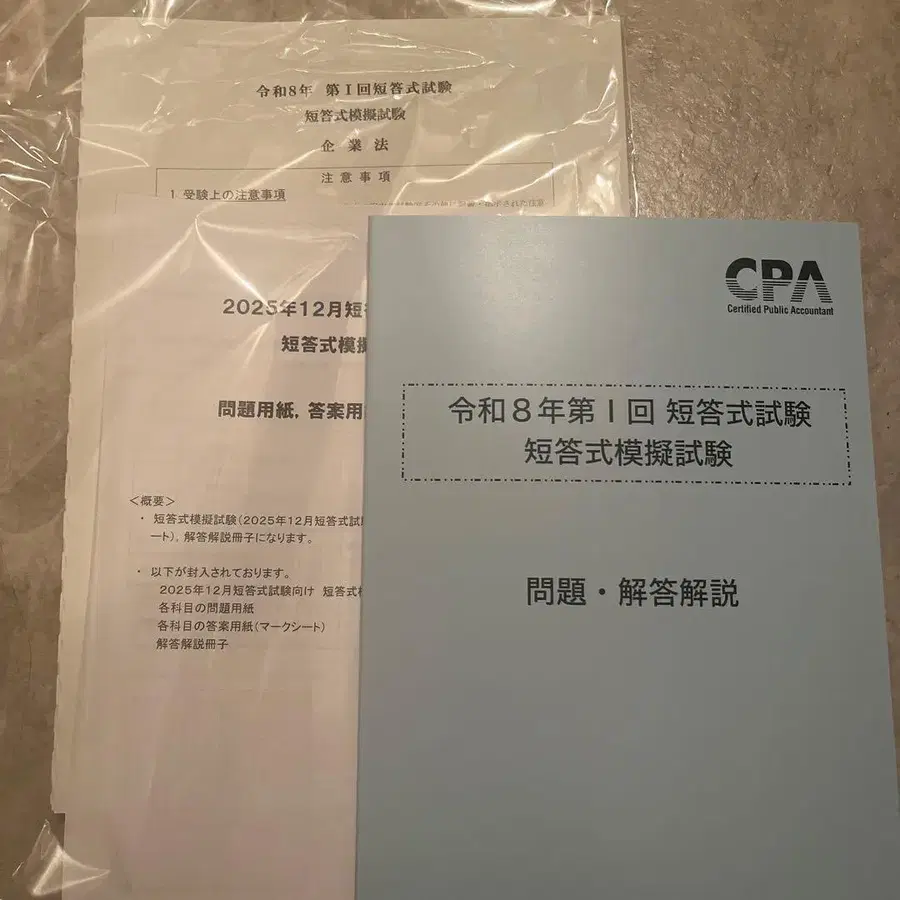 令和8年 第Ⅰ回短答式試験
短答式模擬試験
企業法
注意事項
1. 受験上の注意事項
2025年12月短
短答式模
問題用紙, 答案用
＜概要＞
・ 短答式模擬試験(2025年12月短答式試
ート), 解答解説冊子になります。
・ 以下が封入されております。
2025年12月短答式試験向け 短答式
各科目の問題用紙
各科目の答案用紙(マークシート)
解答解説冊子
CPA
Certified Public Accountant
令和8年第Ⅰ回 短答式試験
短答式模擬試験
問題・解答解説